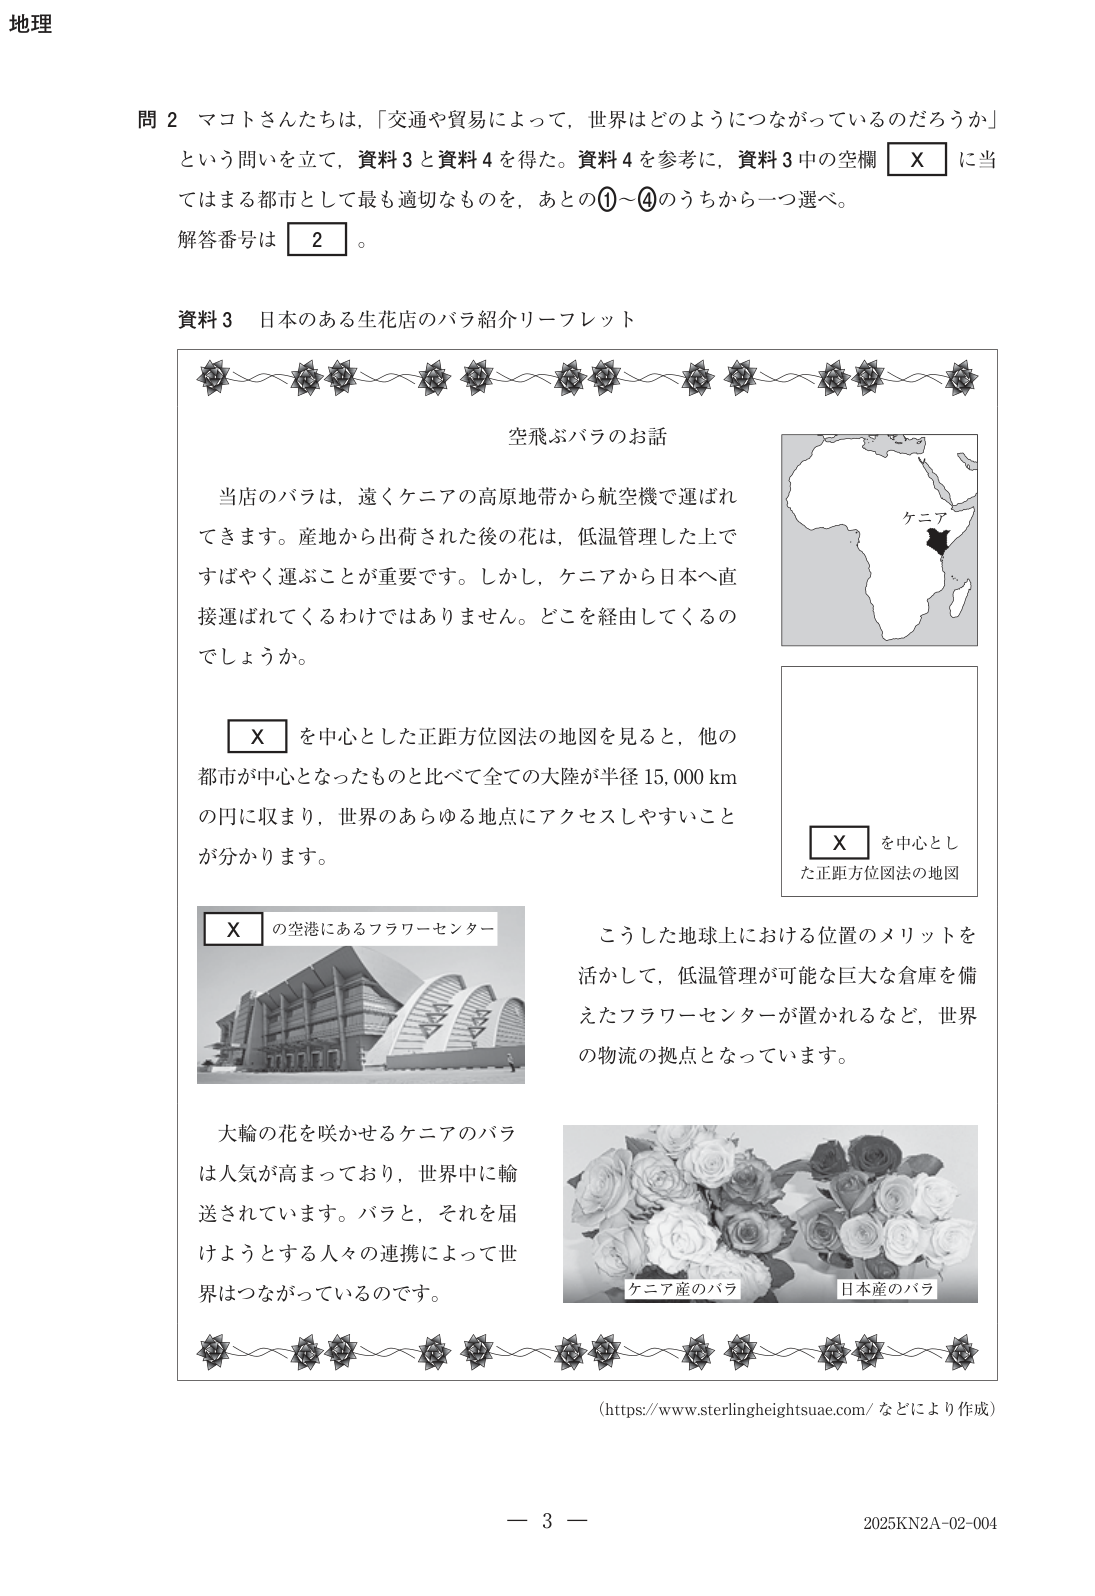 地理
問 2 マコトさんたちは，「交通や貿易によって，世界はどのようにつながっているのだろうか」
という問いを立て，資料3と資料4を得た。資料4を参考に，資料3中の空欄 X に当
てはまる都市として最も適切なものを，あとの①～④のうちから一つ選べ。
解答番号は 2 。
資料3 日本のある生花店のバラ紹介リーフレット
空飛ぶバラのお話
当店のバラは，遠くケニアの高原地帯から航空機で運ばれ
てきます。産地から出荷された後の花は，低温管理した上で
すばやく運ぶことが重要です。しかし，ケニアから日本へ直
接運ばれてくるわけではありません。どこを経由してくるの
でしょうか。
ケニア
X を中心とした正距方位図法の地図を見ると，他の
都市が中心となったものと比べて全ての大陸が半径 15,000 km
の円に収まり，世界のあらゆる地点にアクセスしやすいこと
が分かります。
X を中心とし
た正距方位図法の地図
X の空港にあるフラワーセンター
こうした地球上における位置のメリットを
活かして，低温管理が可能な巨大な倉庫を備
えたフラワーセンターが置かれるなど，世界
の物流の拠点となっています。
大輪の花を咲かせるケニアのバラ
は人気が高まっており，世界中に輸
送されています。バラと，それを届
けようとする人々の連携によって世
界はつながっているのです。
ケニア産のバラ
日本産のバラ
（https://www.sterlingheightsuae.com/ などにより作成）
— 3 —
2025KN2A-02-004